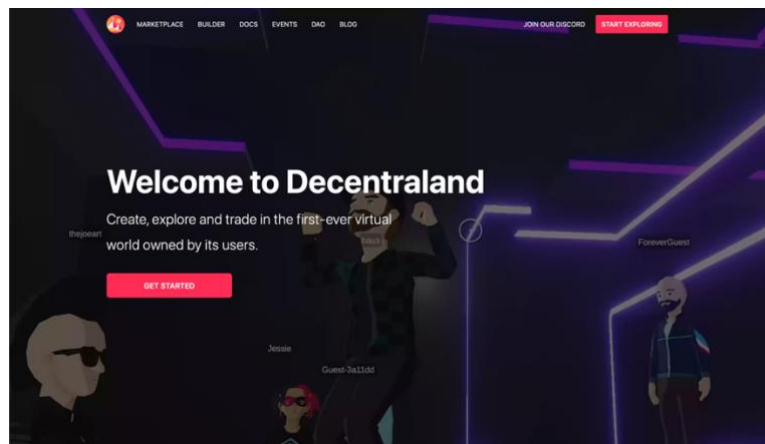 MARKETPLACE BUILDER DOCS EVENTS DAO BLOG JOIN OUR DISCORD START EXPLORING
Welcome to Decentraland
Create, explore and trade in the first-ever virtual
thejoeart
world owned by its users.
ForeverGuest
GET STARTED
Jessie
Guest-3a11dd